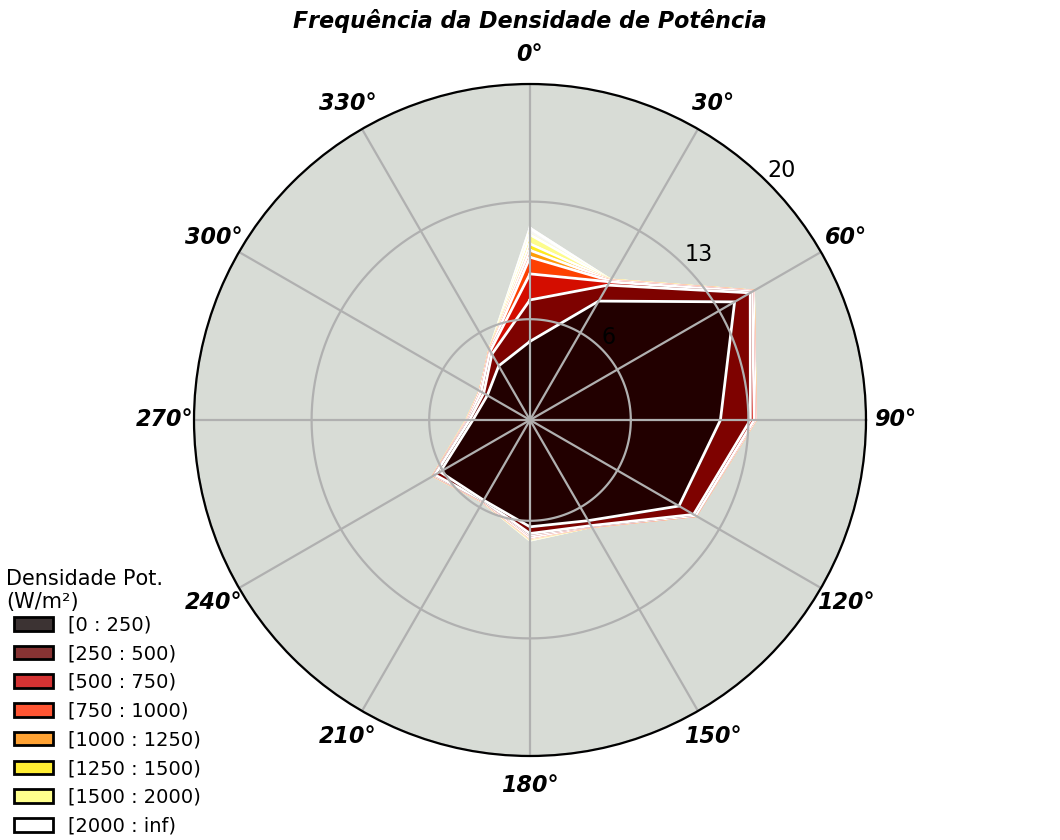 Frequência da Densidade de Potência
0°
330°
30°
20
300°
60°
13
6
270°
90°
240°
120°
210°
150°
180°
Densidade Pot.
(W/m²)
[0 : 250)
[250 : 500)
[500 : 750)
[750 : 1000)
[1000 : 1250)
[1250 : 1500)
[1500 : 2000)
[2000 : inf)